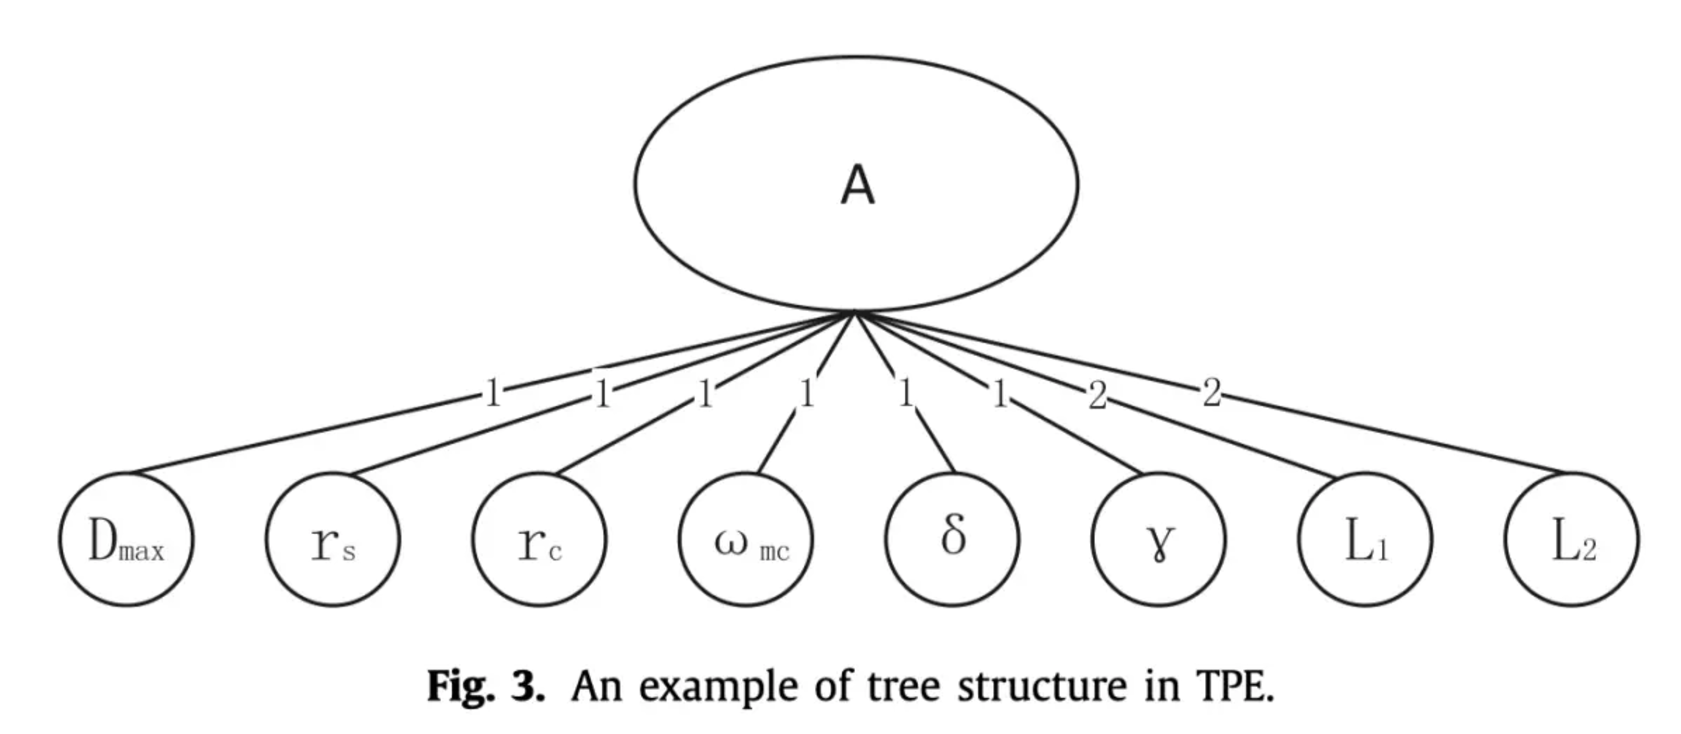 A
1 1 1 1 1 1 2 2
Dmax rs rc ωmc δ γ L1 L2
Fig. 3. An example of tree structure in TPE.